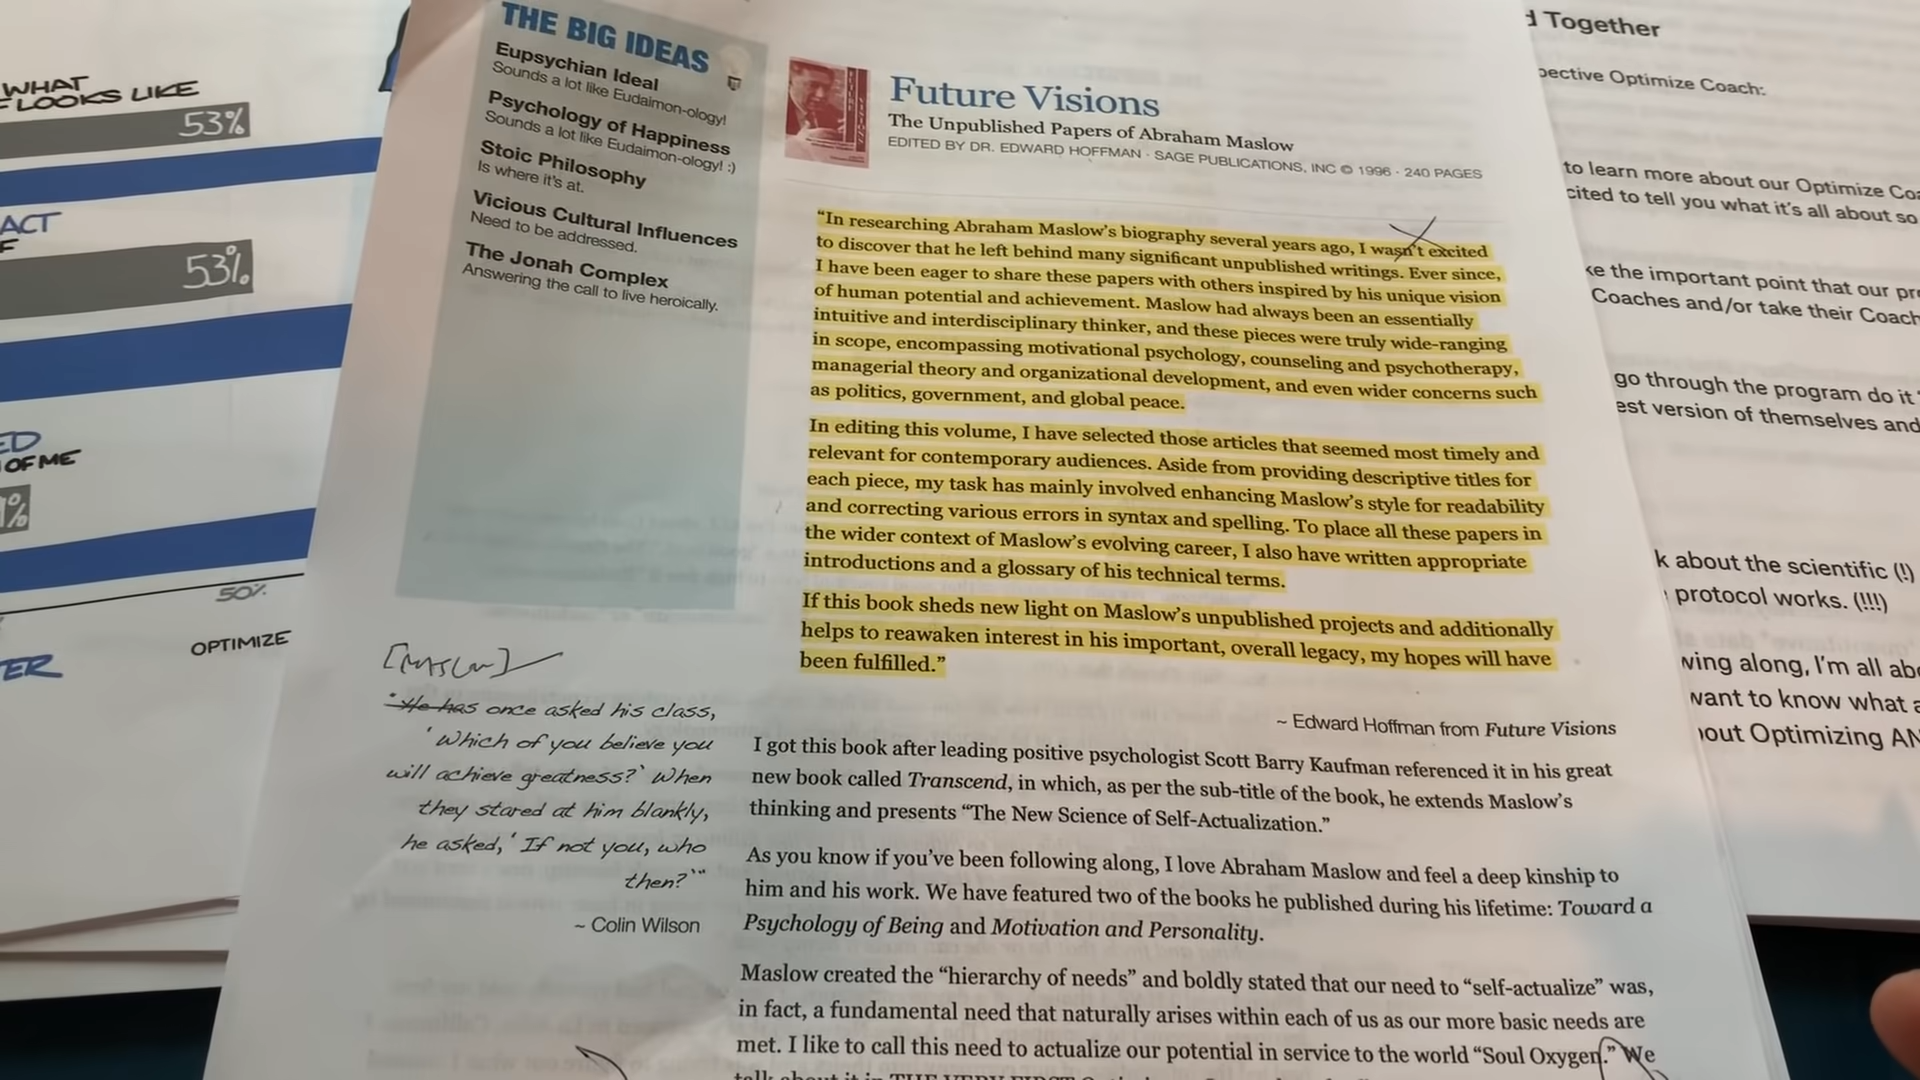 WHAT
LOOKS LIKE
53%
ACT
53%
ED
OF ME
%
50%
OPTIMIZE
ER
THE BIG IDEAS
Eupsychian Ideal
Sounds a lot like Eudaimon-ology!
Psychology of Happiness
Sounds a lot like Eudaimon-ology! :)
Stoic Philosophy
Is where it's at.
Vicious Cultural Influences
Need to be addressed.
The Jonah Complex
Answering the call to live heroically.
[Maslow]
"He has once asked his class,
'Which of you believe you
will achieve greatness?' When
they stared at him blankly,
he asked, 'If not you, who
then?'"
~ Colin Wilson
FUTURE VISIONS
Future Visions
The Unpublished Papers of Abraham Maslow
EDITED BY DR. EDWARD HOFFMAN · SAGE PUBLICATIONS, INC © 1996 · 240 PAGES
“In researching Abraham Maslow’s biography several years ago, I wasn’t excited
to discover that he left behind many significant unpublished writings. Ever since,
I have been eager to share these papers with others inspired by his unique vision
of human potential and achievement. Maslow had always been an essentially
intuitive and interdisciplinary thinker, and these pieces were truly wide-ranging
in scope, encompassing motivational psychology, counseling and psychotherapy,
managerial theory and organizational development, and even wider concerns such
as politics, government, and global peace.
In editing this volume, I have selected those articles that seemed most timely and
relevant for contemporary audiences. Aside from providing descriptive titles for
each piece, my task has mainly involved enhancing Maslow’s style for readability
and correcting various errors in syntax and spelling. To place all these papers in
the wider context of Maslow’s evolving career, I also have written appropriate
introductions and a glossary of his technical terms.
If this book sheds new light on Maslow’s unpublished projects and additionally
helps to reawaken interest in his important, overall legacy, my hopes will have
been fulfilled.”
~ Edward Hoffman from Future Visions
I got this book after leading positive psychologist Scott Barry Kaufman referenced it in his great
new book called Transcend, in which, as per the sub-title of the book, he extends Maslow’s
thinking and presents “The New Science of Self-Actualization.”
As you know if you’ve been following along, I love Abraham Maslow and feel a deep kinship to
him and his work. We have featured two of the books he published during his lifetime: Toward a
Psychology of Being and Motivation and Personality.
Maslow created the “hierarchy of needs” and boldly stated that our need to “self-actualize” was,
in fact, a fundamental need that naturally arises within each of us as our more basic needs are
met. I like to call this need to actualize our potential in service to the world “Soul Oxygen.” We
talk about it in THE VERY FIRST
d Together
pective Optimize Coach:
to learn more about our Optimize Coa
cited to tell you what it’s all about so
ke the important point that our pr
Coaches and/or take their Coach
go through the program do it
est version of themselves and
k about the scientific (!)
protocol works. (!!!)
wing along, I’m all abo
want to know what a
out Optimizing AN